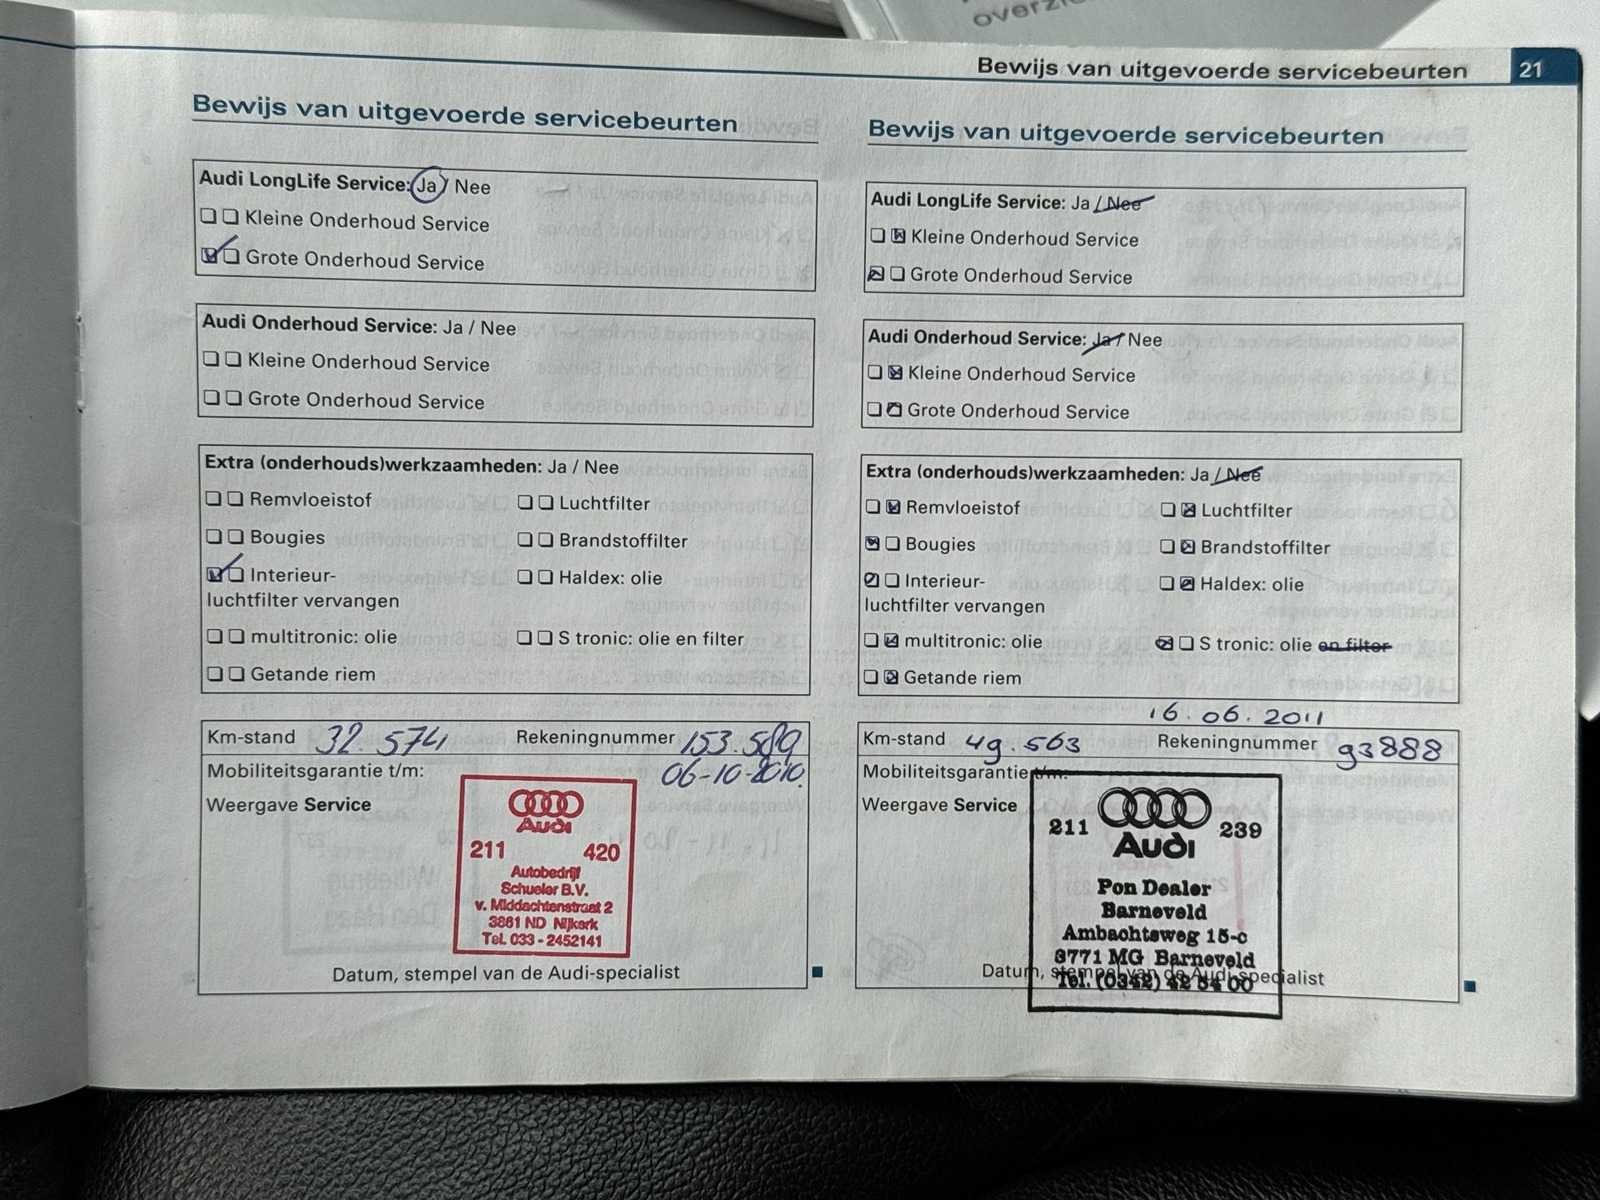 Bewijs van uitgevoerde servicebeurten 21
Bewijs van uitgevoerde servicebeurten
Audi LongLife Service: Ja / Nee
Kleine Onderhoud Service
Grote Onderhoud Service
Audi Onderhoud Service: Ja / Nee
Kleine Onderhoud Service
Grote Onderhoud Service
Extra (onderhouds)werkzaamheden: Ja / Nee
Remvloeistof Luchtfilter
Bougies Brandstoffilter
Interieur- Haldex: olie
luchtfilter vervangen
multitronic: olie S tronic: olie en filter
Getande riem
Km-stand 32.574 Rekeningnummer 153.589
Mobiliteitsgarantie t/m: 06-10-2010.
Weergave Service
Audi
211 420
Autobedrijf
Schueler B.V.
v. Middachtenstraat 2
3861 ND Nijkerk
Tel. 033 - 2452141
Datum, stempel van de Audi-specialist
Bewijs van uitgevoerde servicebeurten
Audi LongLife Service: Ja / Nee
Kleine Onderhoud Service
Grote Onderhoud Service
Audi Onderhoud Service: Ja / Nee
Kleine Onderhoud Service
Grote Onderhoud Service
Extra (onderhouds)werkzaamheden: Ja / Nee
Remvloeistof Luchtfilter
Bougies Brandstoffilter
Interieur- Haldex: olie
luchtfilter vervangen
multitronic: olie S tronic: olie en filter
Getande riem
16.06.2011
Km-stand 49.563 Rekeningnummer 93888
Mobiliteitsgarantie t/m:
Weergave Service
Audi
211 239
Pon Dealer
Barneveld
Ambachtsweg 15-c
3771 MG Barneveld
Tel. (0342) 42 54 00
Datum, stempel van de Audi-specialist